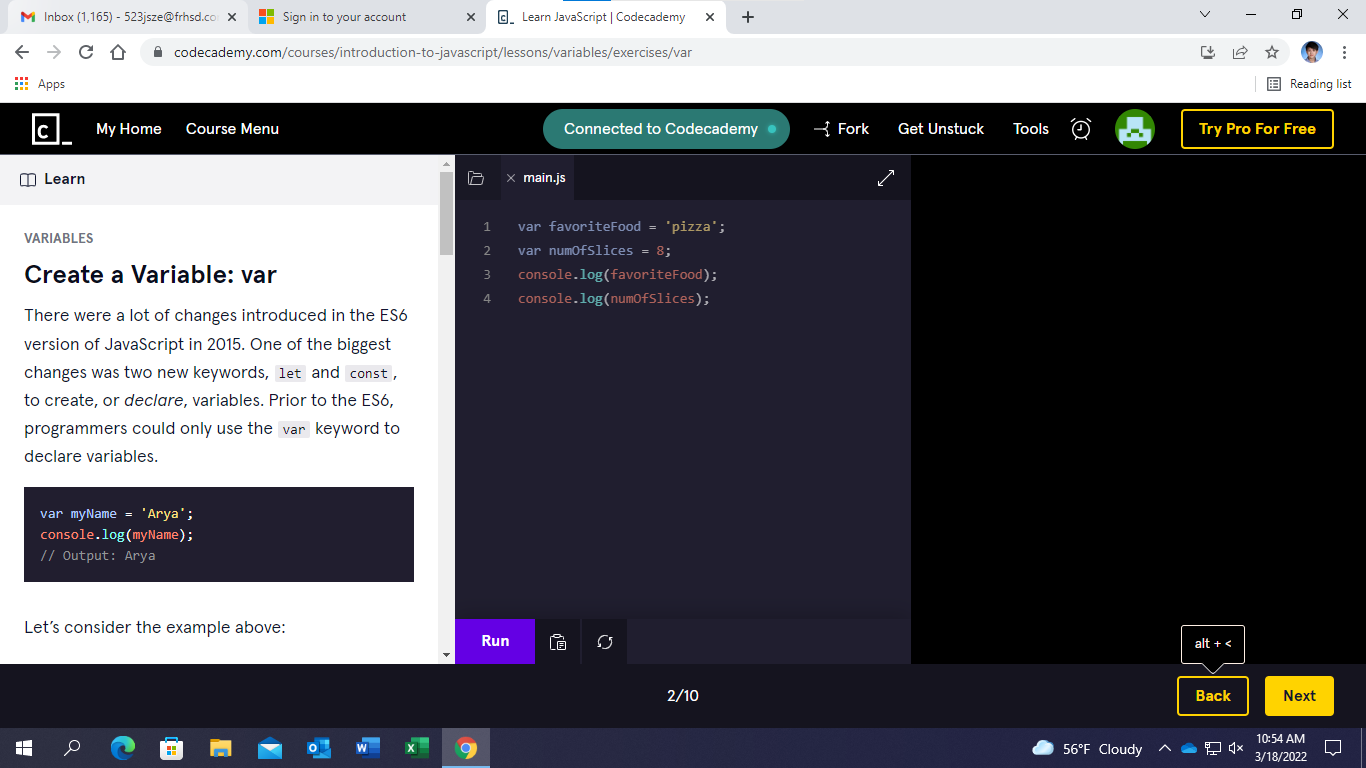 Inbox (1,165) - 523jsze@frhsd.co
Sign in to your account
Learn JavaScript | Codecademy
codecademy.com/courses/introduction-to-javascript/lessons/variables/exercises/var
Apps
Reading list
My Home
Course Menu
Connected to Codecademy
Fork
Get Unstuck
Tools
Try Pro For Free
Learn
VARIABLES
Create a Variable: var
There were a lot of changes introduced in the ES6
version of JavaScript in 2015. One of the biggest
changes was two new keywords, let and const,
to create, or declare, variables. Prior to the ES6,
programmers could only use the var keyword to
declare variables.
var myName = 'Arya';
console.log(myName);
// Output: Arya
Let’s consider the example above:
main.js
1 var favoriteFood = 'pizza';
2 var numOfSlices = 8;
3 console.log(favoriteFood);
4 console.log(numOfSlices);
Run
alt + <
2/10
Back
Next
56°F Cloudy
10:54 AM
3/18/2022